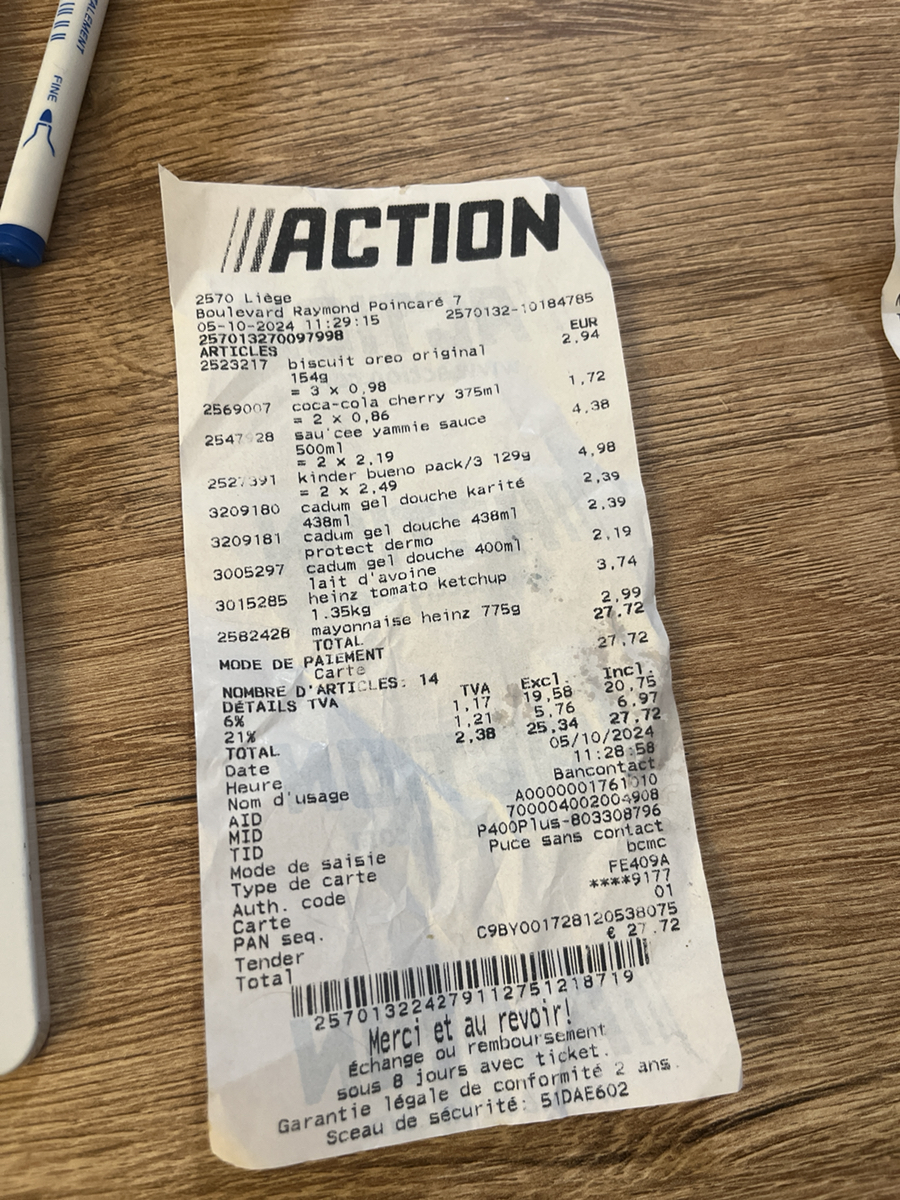 ALEMENT
FINE
ACTION
2570 Liège
Boulevard Raymond Poincaré 7
05-10-2024 11:29:15 2570132-10184785
257013270097998 EUR
ARTICLES 2,94
2523217 biscuit oreo original
154g
= 3 x 0,98 1,72
2569007 coca-cola cherry 375ml
= 2 x 0,86 4,38
sau'cee yammie sauce
500ml
= 2 x 2,19 4,98
kinder bueno pack/3 129g
= 2 x 2,49 2,39
3209180 cadum gel douche karité
438ml 2,39
3209181 cadum gel douche 438ml
protect dermo 2,19
3005297 cadum gel douche 400ml
lait d'avoine 3,74
3015285 heinz tomato ketchup
1.35kg 2,99
2582428 mayonnaise heinz 775g 27.72
TOTAL
MODE DE PAIEMENT 27,72
Carte
NOMBRE D'ARTICLES: 14
DÉTAILS TVA TVA Excl. Incl.
6% 1,17 19,58 20,75
21% 1,21 5,76 6,97
TOTAL 2,38 25,34 27,72
Date 05/10/2024
Heure 11:28:58
Nom d'usage Bancontact
AID A0000001761010
MID 700004002004908
TID P400Plus-803308796
Mode de saisie Puce sans contact
Type de carte bcmc
Auth. code FE409A
Carte ****9177
PAN seq. 01
Tender C9BY001728120538075
Total € 27.72
257013224279112751218719
Merci et au revoir!
Échange ou remboursement
sous 8 jours avec ticket.
Garantie légale de conformité 2 ans.
Sceau de sécurité: 51DAE602